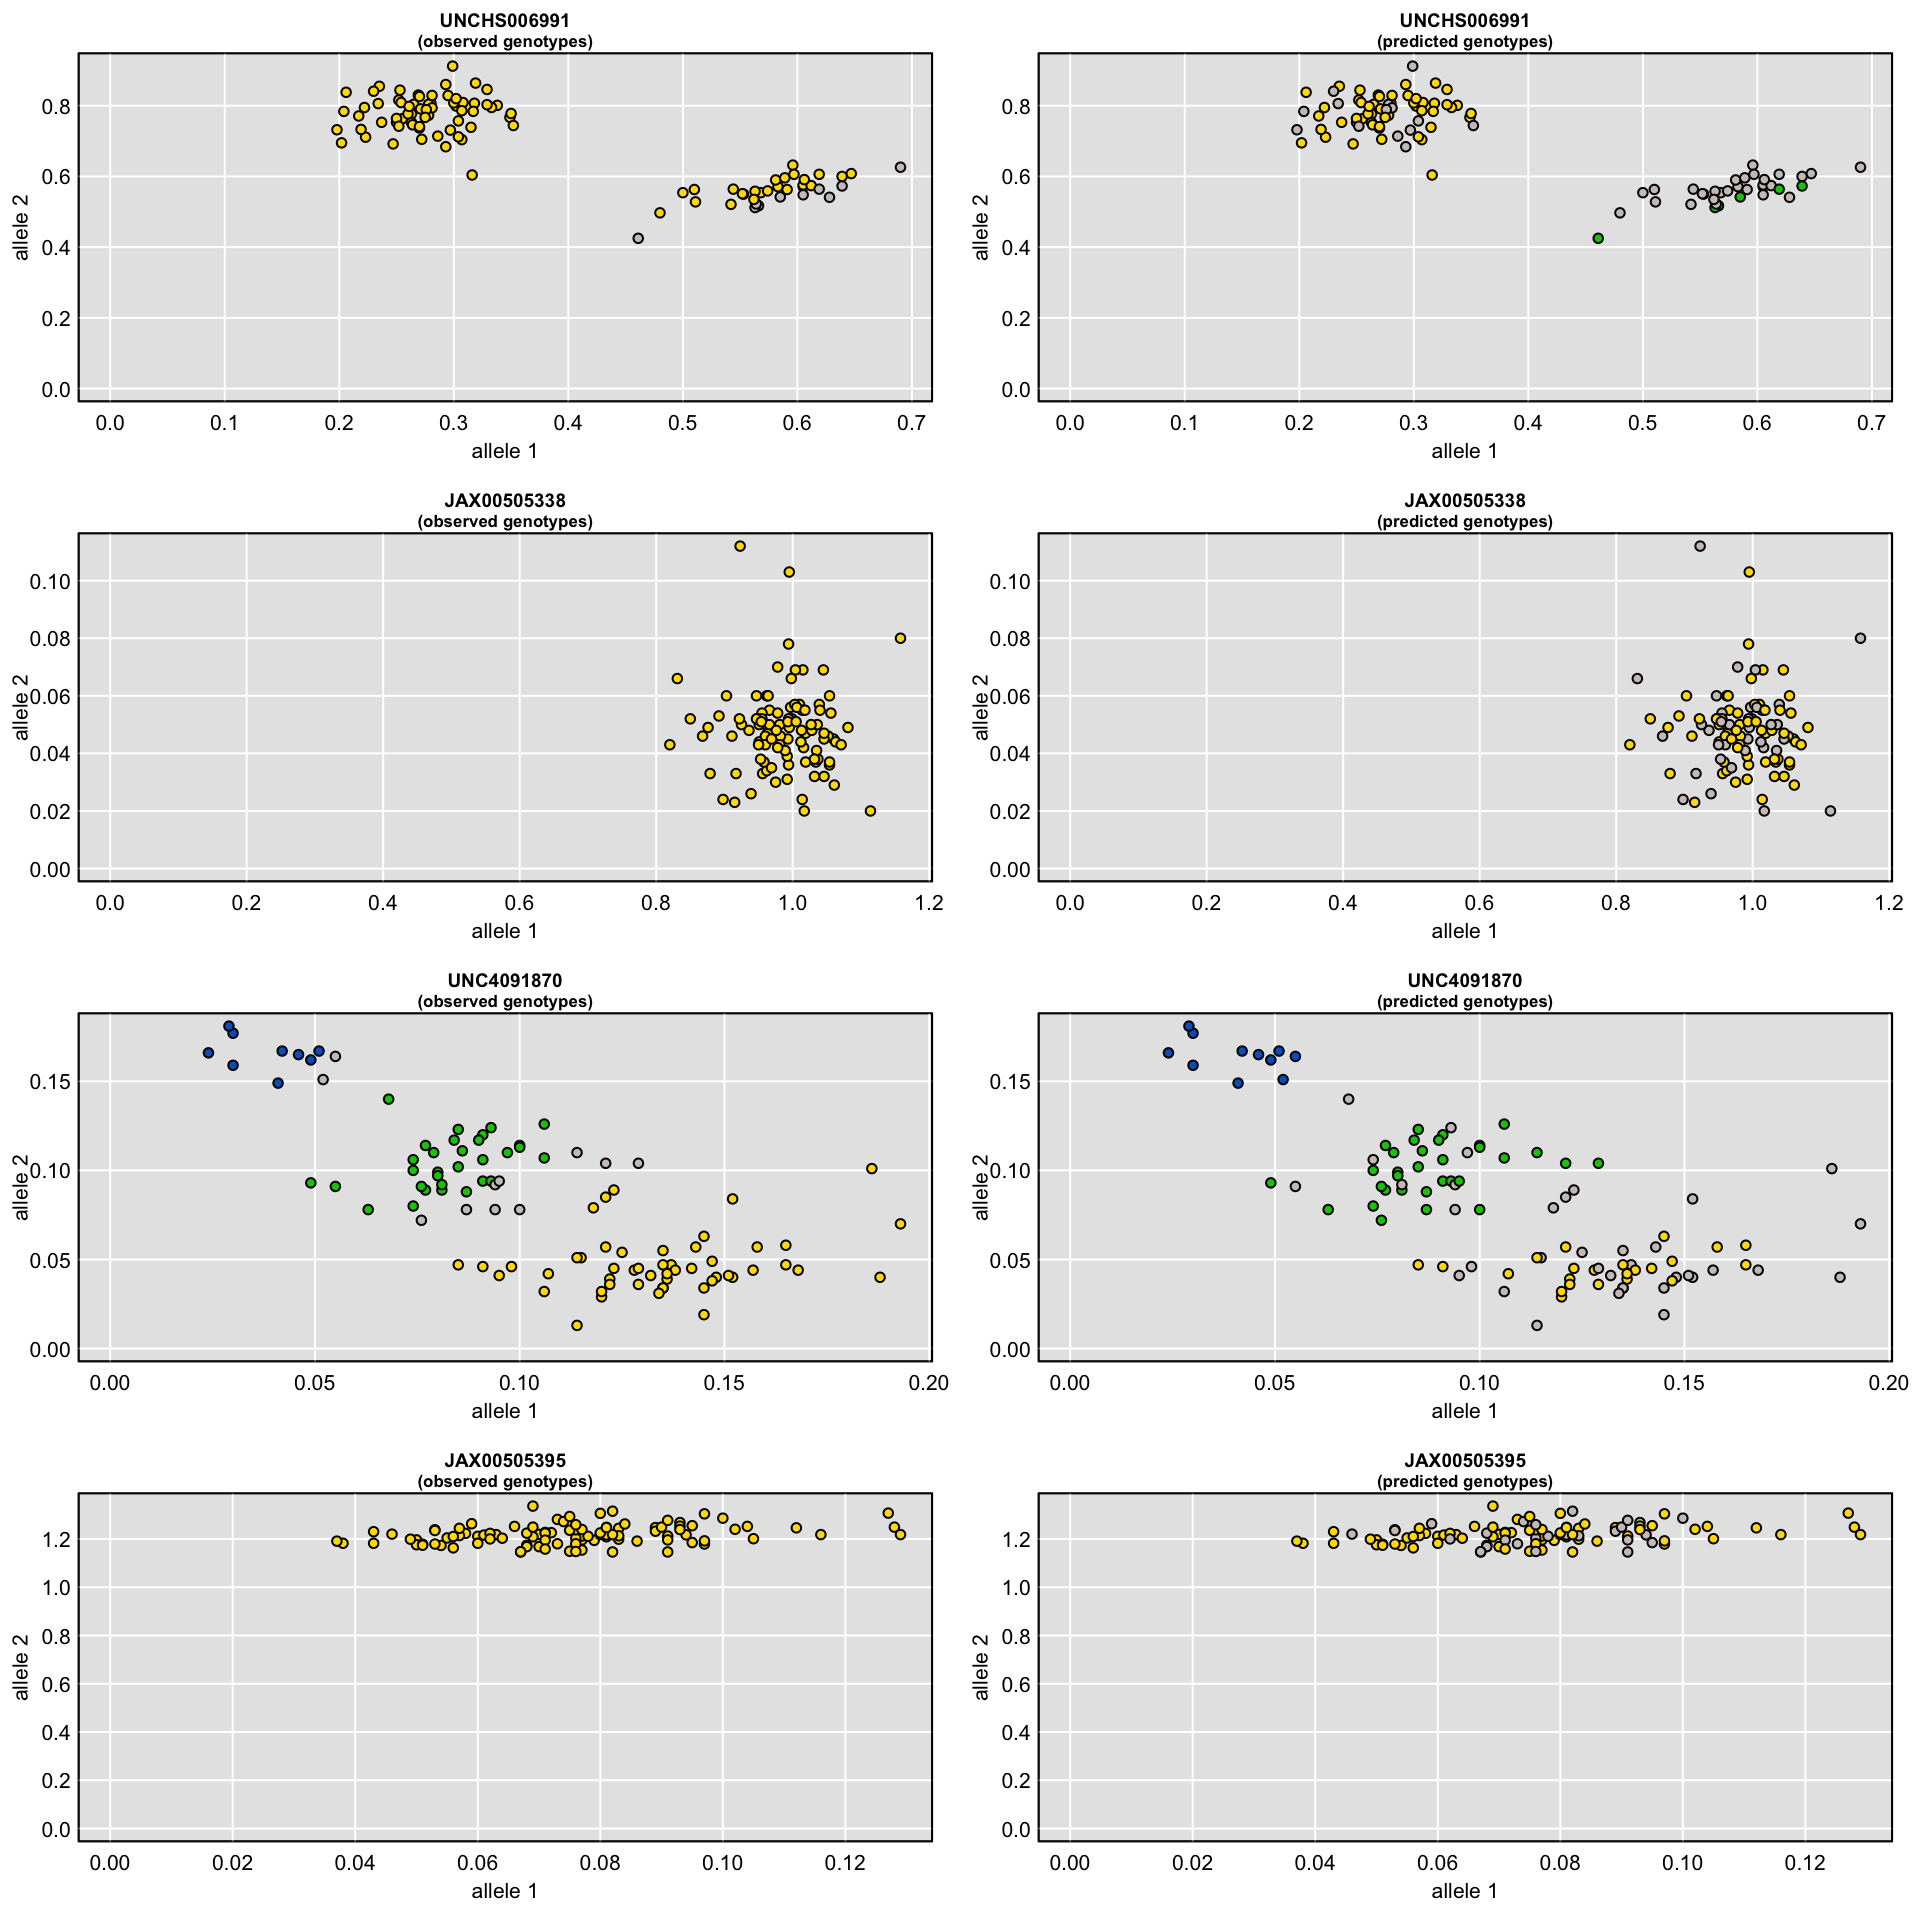 UNCHS006991
(observed genotypes)
allele 2
0.8
0.6
0.4
0.2
0.0
0.0 0.1 0.2 0.3 0.4 0.5 0.6 0.7
allele 1
UNCHS006991
(predicted genotypes)
allele 2
0.8
0.6
0.4
0.2
0.0
0.0 0.1 0.2 0.3 0.4 0.5 0.6 0.7
allele 1
JAX00505338
(observed genotypes)
allele 2
0.10
0.08
0.06
0.04
0.02
0.00
0.0 0.2 0.4 0.6 0.8 1.0 1.2
allele 1
JAX00505338
(predicted genotypes)
allele 2
0.10
0.08
0.06
0.04
0.02
0.00
0.0 0.2 0.4 0.6 0.8 1.0 1.2
allele 1
UNC4091870
(observed genotypes)
allele 2
0.15
0.10
0.05
0.00
0.00 0.05 0.10 0.15 0.20
allele 1
UNC4091870
(predicted genotypes)
allele 2
0.15
0.10
0.05
0.00
0.00 0.05 0.10 0.15 0.20
allele 1
JAX00505395
(observed genotypes)
allele 2
1.2
1.0
0.8
0.6
0.4
0.2
0.0
0.00 0.02 0.04 0.06 0.08 0.10 0.12
allele 1
JAX00505395
(predicted genotypes)
allele 2
1.2
1.0
0.8
0.6
0.4
0.2
0.0
0.00 0.02 0.04 0.06 0.08 0.10 0.12
allele 1